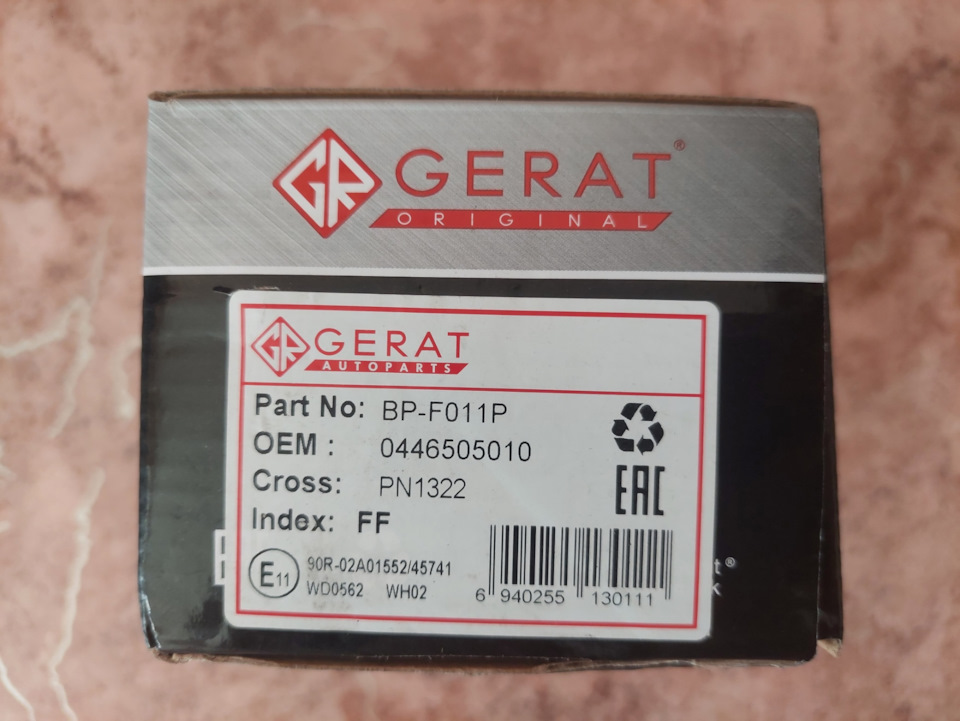 GR GERAT®
ORIGINAL
GR GERAT
AUTOPARTS
Part No: BP-F011P
OEM : 0446505010
Cross: PN1322
EAC
Index: FF
E11 90R-02A01552/45741
WD0562 WH02
6 940255 130111